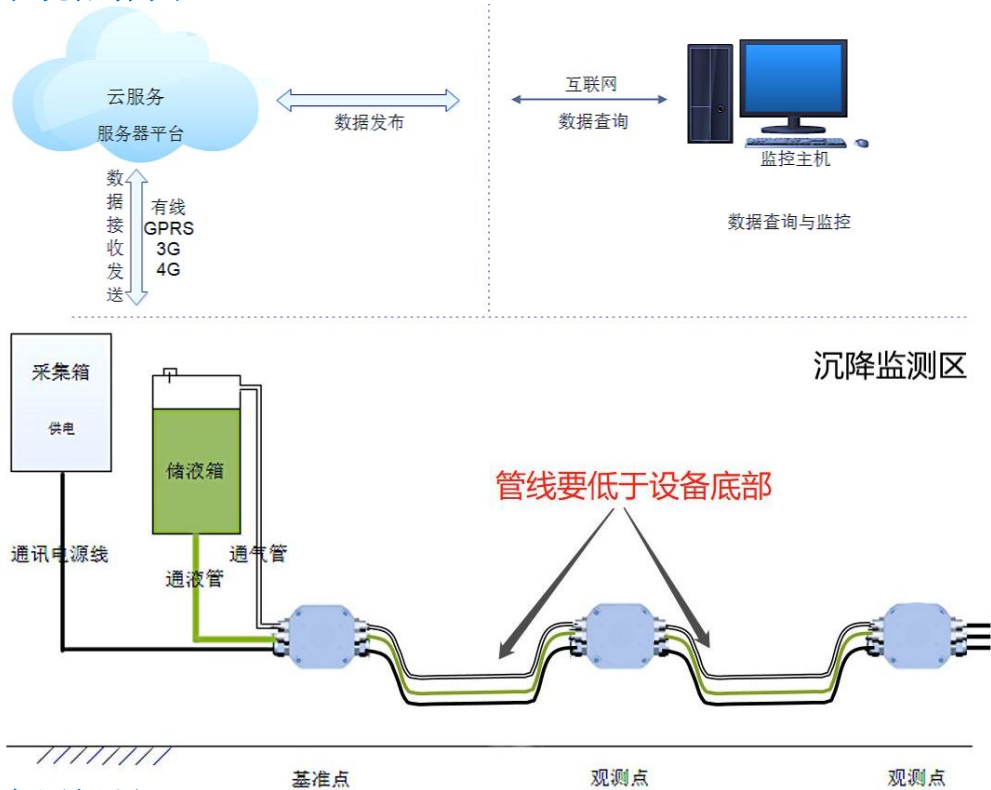 云服务
服务器平台
数据发布
互联网
数据查询
监控主机
数据查询与监控
数据接收发送
有线
GPRS
3G
4G
采集箱
供电
沉降监测区
储液箱
管线要低于设备底部
通讯电源线
通气管
通液管
基准点
观测点
观测点